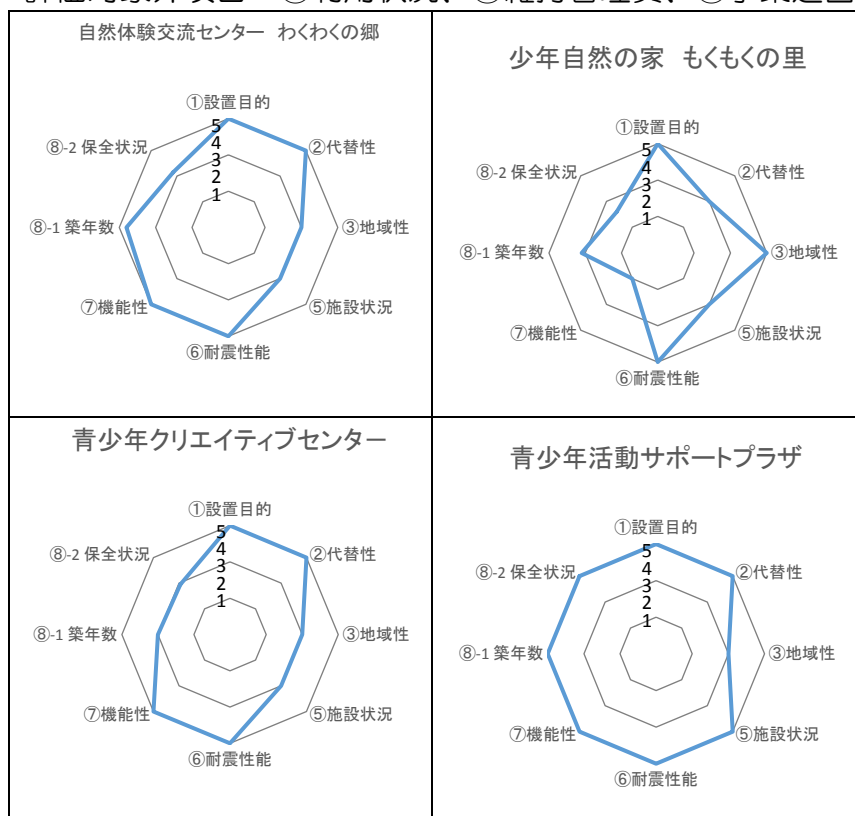 自然体験交流センター わくわくの郷
①設置目的
②代替性
③地域性
⑤施設状況
⑥耐震性能
⑦機能性
⑧-1 築年数
⑧-2 保全状況
5
4
3
2
1
少年自然の家 もくもくの里
①設置目的
②代替性
③地域性
⑤施設状況
⑥耐震性能
⑦機能性
⑧-1 築年数
⑧-2 保全状況
5
4
3
2
1
青少年クリエイティブセンター
①設置目的
②代替性
③地域性
⑤施設状況
⑥耐震性能
⑦機能性
⑧-1 築年数
⑧-2 保全状況
5
4
3
2
1
青少年活動サポートプラザ
①設置目的
②代替性
③地域性
⑤施設状況
⑥耐震性能
⑦機能性
⑧-1 築年数
⑧-2 保全状況
5
4
3
2
1